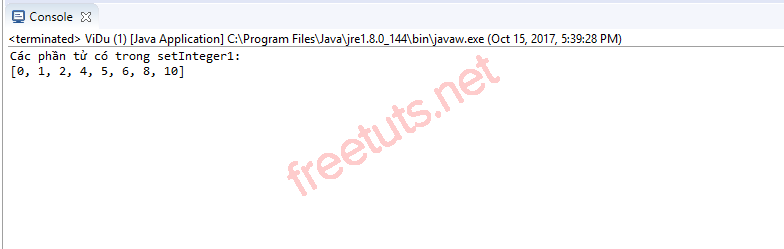 Console
<terminated> ViDu (1) [Java Application] C:\Program Files\Java\jre1.8.0_144\bin\javaw.exe (Oct 15, 2017, 5:39:28 PM)
Các phần tử có trong setInteger1:
[0, 1, 2, 4, 5, 6, 8, 10]
freetuts.net